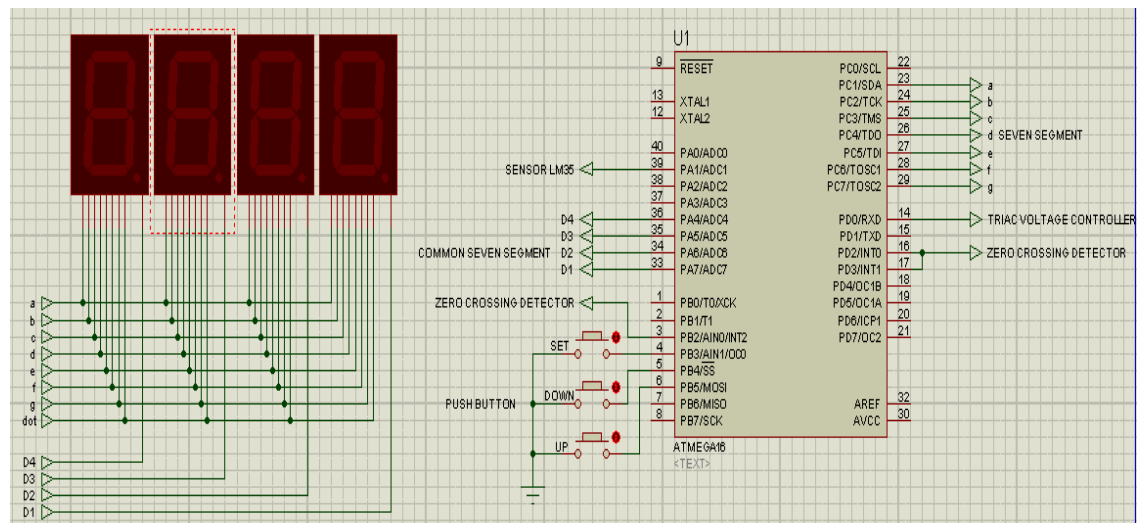 U1
9 RESET
13 XTAL1
12 XTAL2
40 PA0/ADC0
SENSOR LM35 39 PA1/ADC1
38 PA2/ADC2
37 PA3/ADC3
D4 36 PA4/ADC4
D3 35 PA5/ADC5
COMMON SEVEN SEGMENT D2 34 PA6/ADC6
D1 33 PA7/ADC7
ZERO CROSSING DETECTOR 1 PB0/T0/XCK
2 PB1/T1
3 PB2/AIN0/INT2
SET 4 PB3/AIN1/OC0
5 PB4/SS
DOWN 6 PB5/MOSI
PUSH BUTTON 7 PB6/MISO
8 PB7/SCK
UP
ATMEGA16
<TEXT>
PC0/SCL 22
PC1/SDA 23 a
PC2/TCK 24 b
PC3/TMS 25 c
PC4/TDO 26 d SEVEN SEGMENT
PC5/TDI 27 e
PC6/TOSC1 28 f
PC7/TOSC2 29 g
PD0/RXD 14 TRIAC VOLTAGE CONTROLLER
PD1/TXD 15
PD2/INT0 16 ZERO CROSSING DETECTOR
PD3/INT1 17
PD4/OC1B 18
PD5/OC1A 19
PD6/ICP1 20
PD7/OC2 21
AREF 32
AVCC 30
a
b
c
d
e
f
g
dot
D4
D3
D2
D1